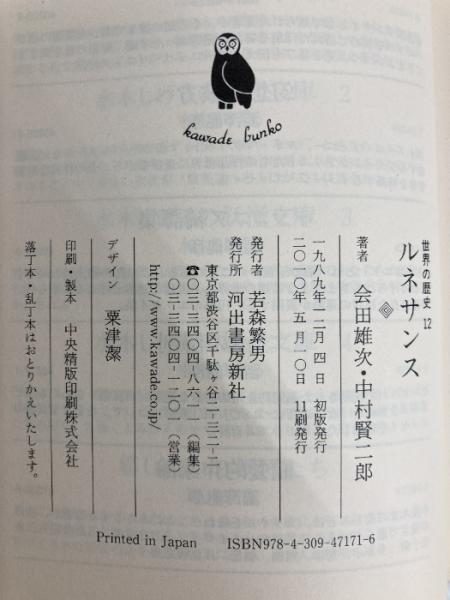 kawade bunko
世界の歴史 12
ルネサンス
著者 会田雄次・中村賢二郎
一九八九年一二月 四日 初版発行
二〇一〇年 五月一〇日 11刷発行
発行者 若森繁男
発行所 河出書房新社
東京都渋谷区千駄ヶ谷二-三二-二
☎〇三-三四〇四-八六一一(編集)
〇三-三四〇四-一二〇一(営業)
http://www.kawade.co.jp/
デザイン 粟津潔
印刷・製本 中央精版印刷株式会社
落丁本・乱丁本はおとりかえいたします。
Printed in Japan ISBN978-4-309-47171-6